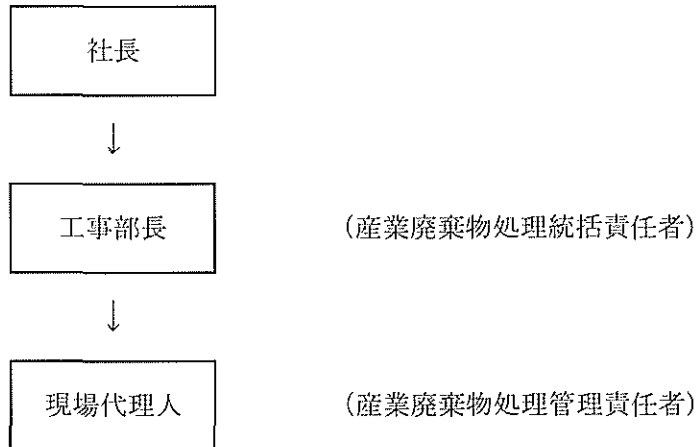 社長
↓
工事部長 (産業廃棄物処理統括責任者)
↓
現場代理人 (産業廃棄物処理管理責任者)